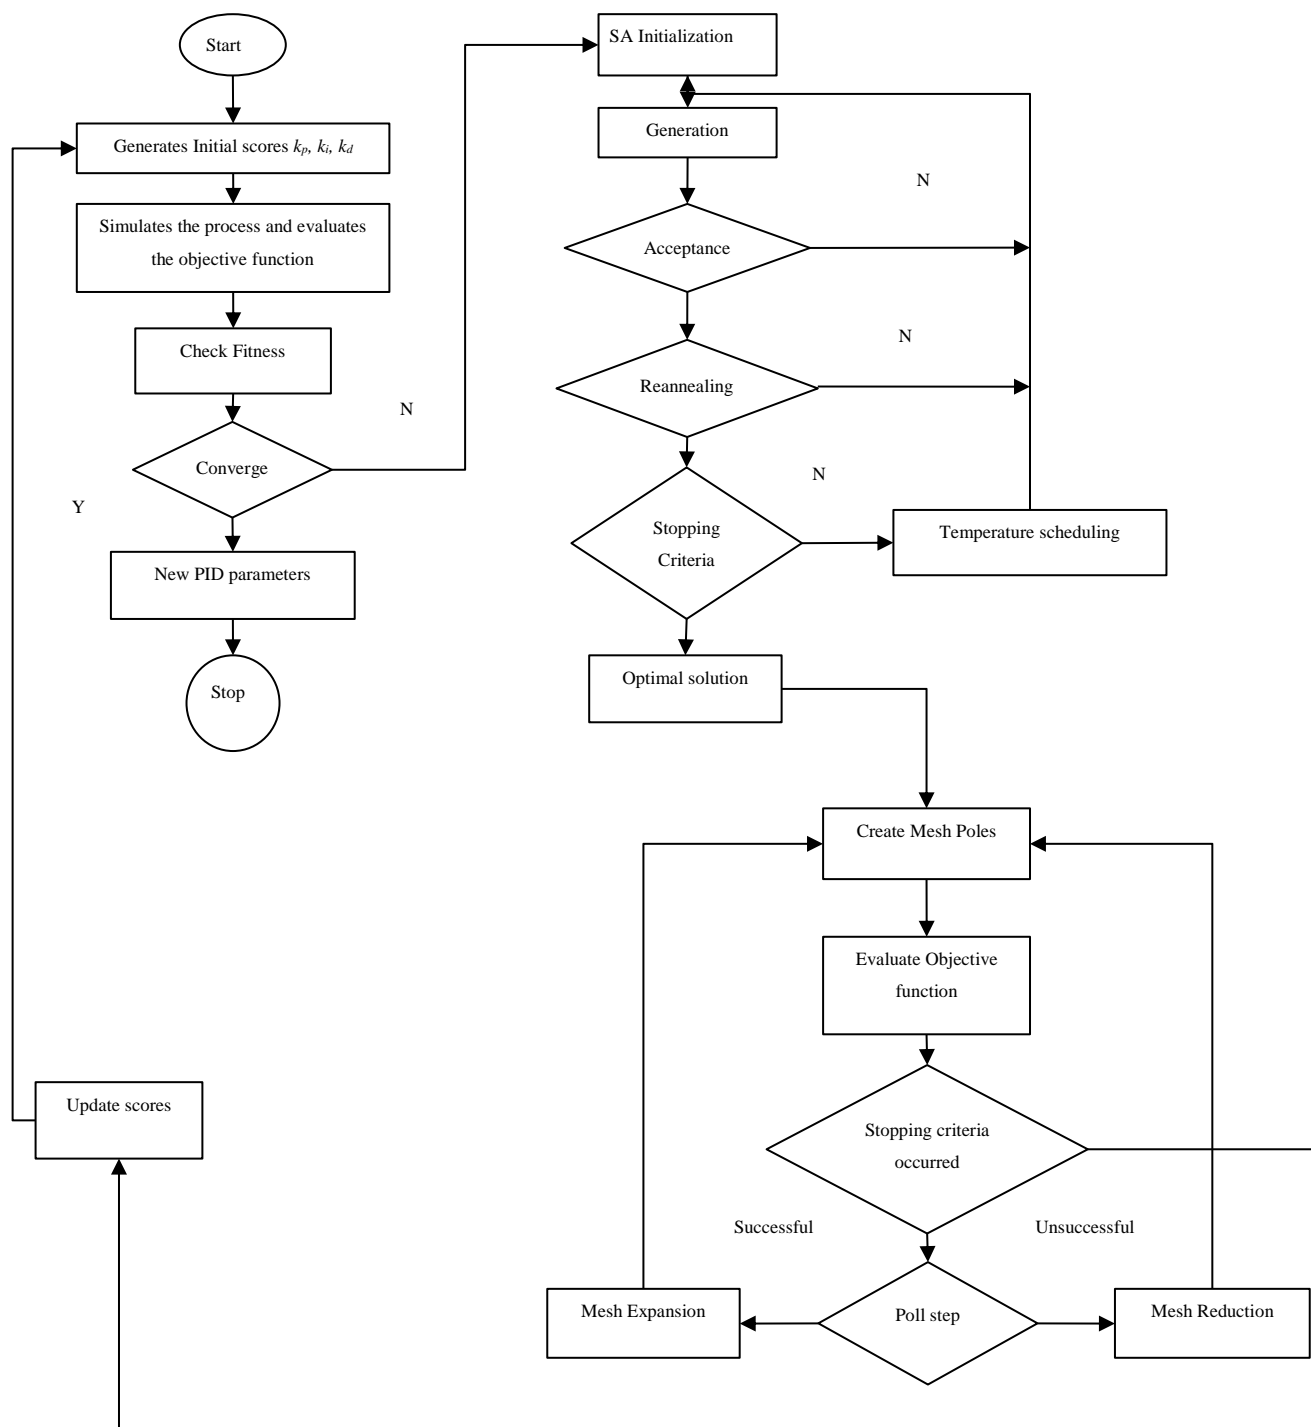 Start
Generates Initial scores kp, ki, kd
Simulates the process and evaluates
the objective function
Check Fitness
N
Converge
Y
New PID parameters
Stop
SA Initialization
Generation
N
Acceptance
N
Reannealing
N
Stopping
Criteria
Temperature scheduling
Optimal solution
Create Mesh Poles
Evaluate Objective
function
Update scores
Stopping criteria
occurred
Successful
Unsuccessful
Mesh Expansion
Poll step
Mesh Reduction